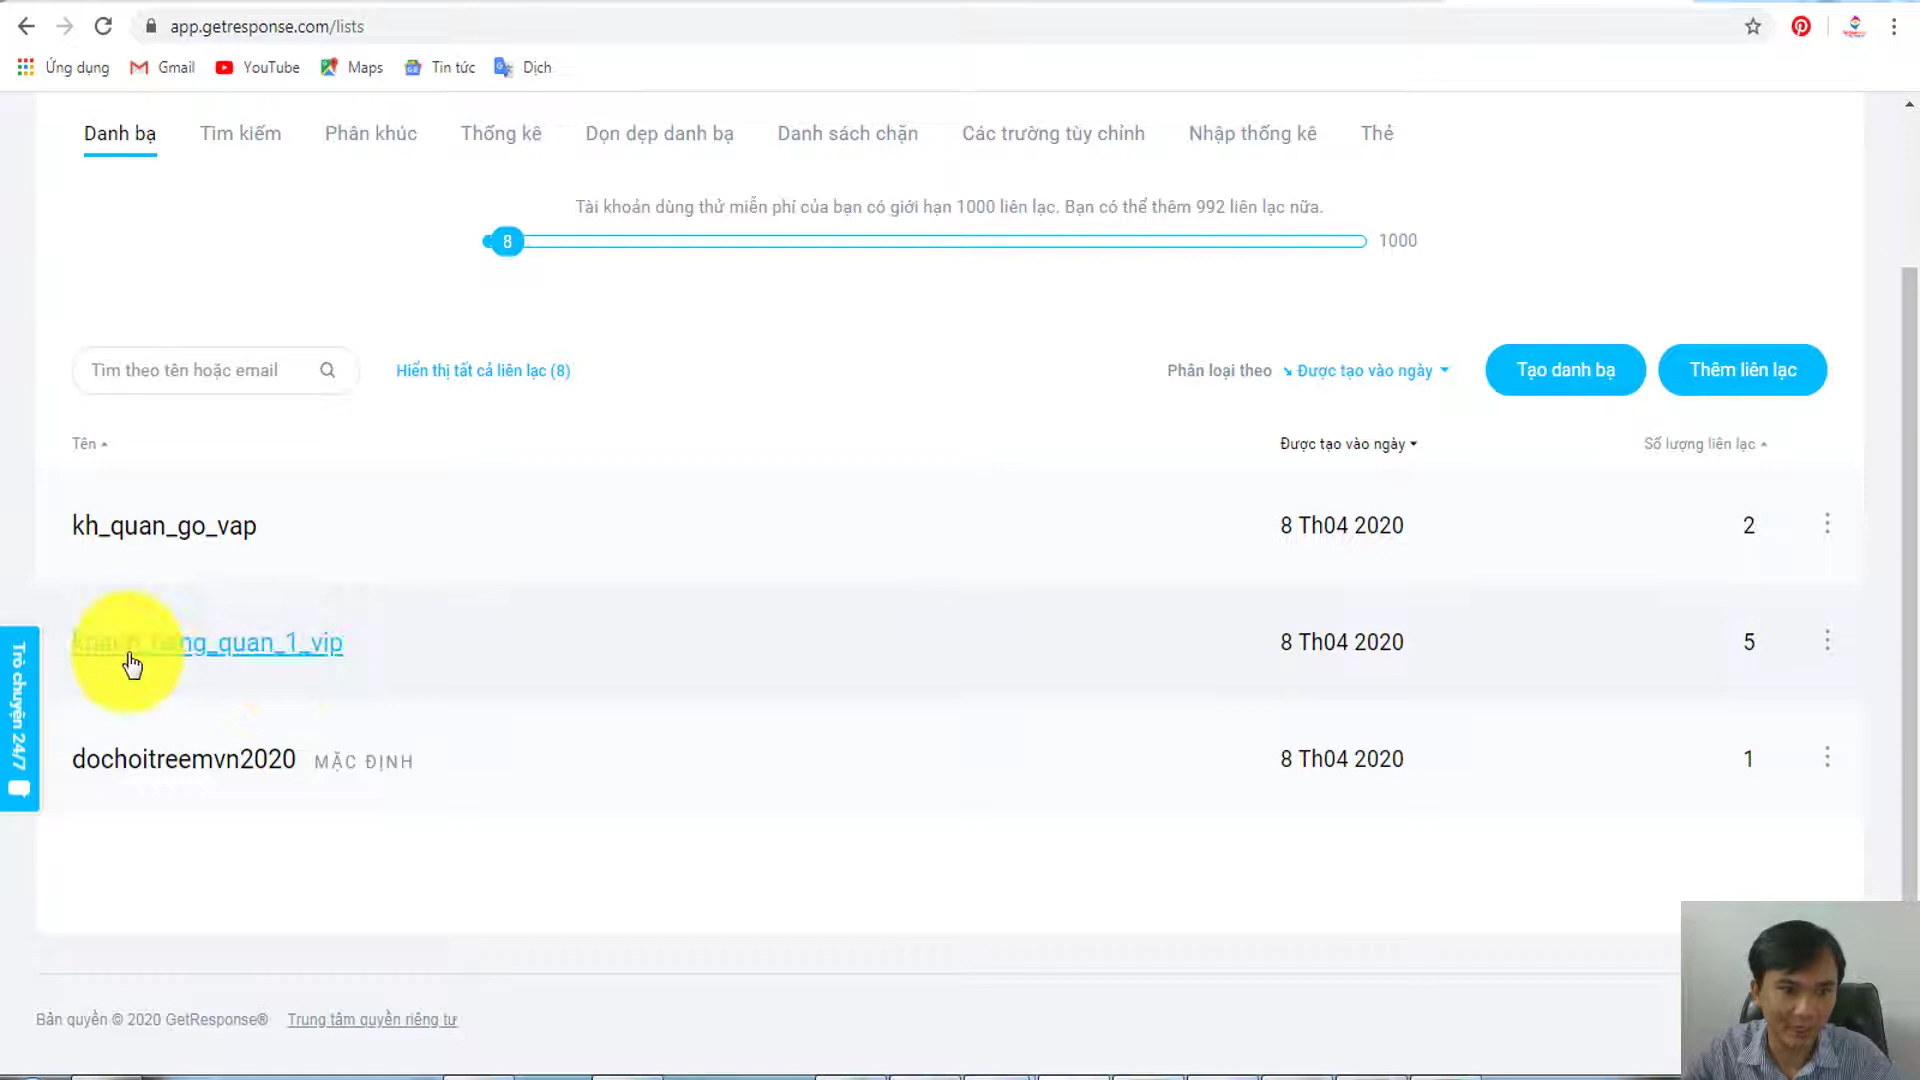 app.getresponse.com/lists
Ứng dụng Gmail YouTube Maps Tin tức Dịch
Danh bạ Tìm kiếm Phân khúc Thống kê Dọn dẹp danh bạ Danh sách chặn Các trường tùy chỉnh Nhập thống kê Thẻ
Tài khoản dùng thử miễn phí của bạn có giới hạn 1000 liên lạc. Bạn có thể thêm 992 liên lạc nữa.
8 1000
Tìm theo tên hoặc email Hiển thị tất cả liên lạc (8) Phân loại theo Được tạo vào ngày Tạo danh bạ Thêm liên lạc
Tên Được tạo vào ngày Số lượng liên lạc
kh_quan_go_vap 8 Th04 2020 2
khach_hang_quan_1_vip 8 Th04 2020 5
dochoitreemvn2020 MẶC ĐỊNH 8 Th04 2020 1
Trò chuyện 24/7
Bản quyền © 2020 GetResponse® Trung tâm quyền riêng tư